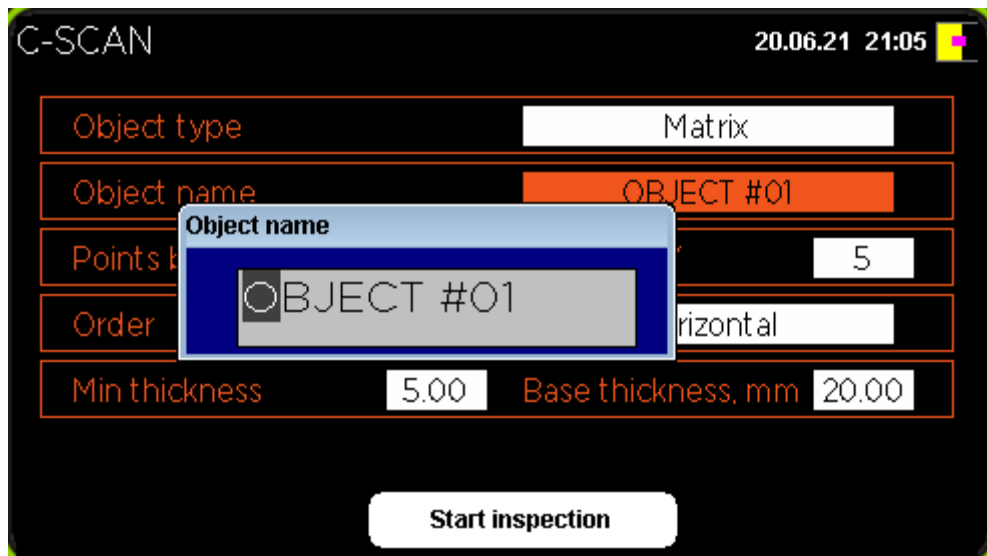 C-SCAN 20.06.21 21:05
Object type Matrix
Object name OBJECT #01
Object name
OBJECT #01
Points 5
Order
Min thickness 5.00 Base thickness, mm 20.00
Start inspection